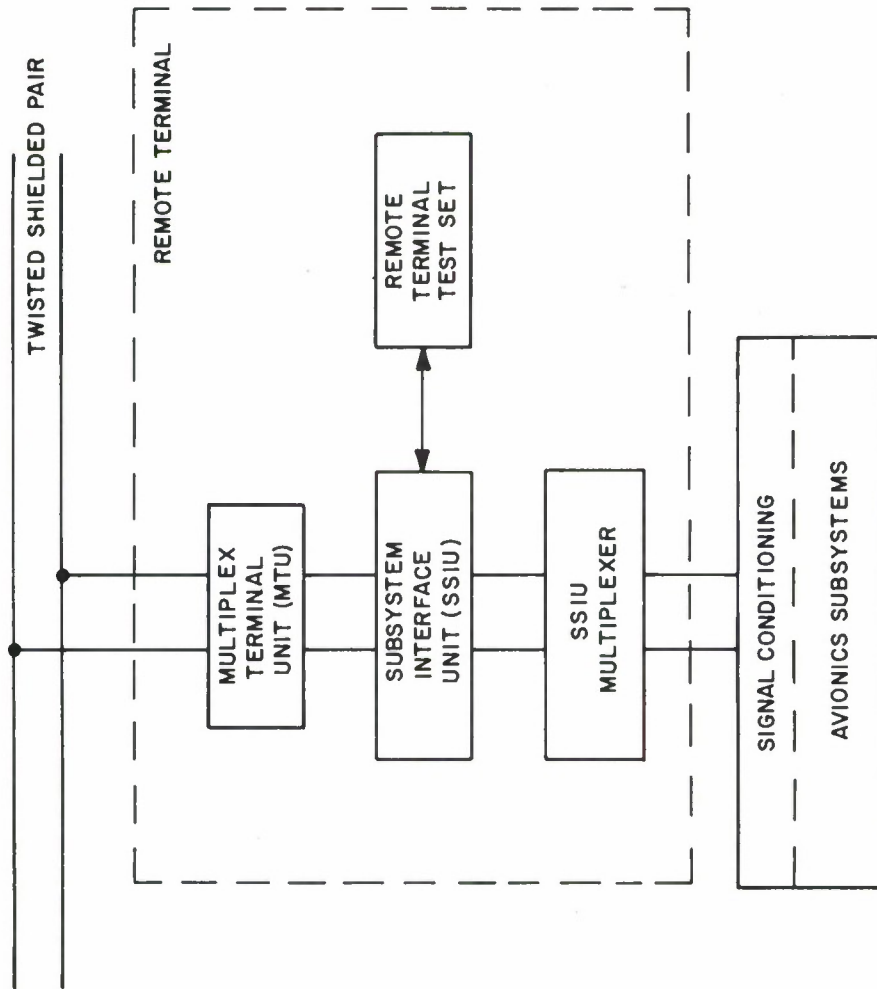 TWISTED SHIELDED PAIR
REMOTE TERMINAL
MULTIPLEX
TERMINAL
UNIT (MTU)
SUBSYSTEM
INTERFACE
UNIT (SSIU)
REMOTE
TERMINAL
TEST SET
SSIU
MULTIPLEXER
SIGNAL CONDITIONING
AVIONICS SUBSYSTEMS